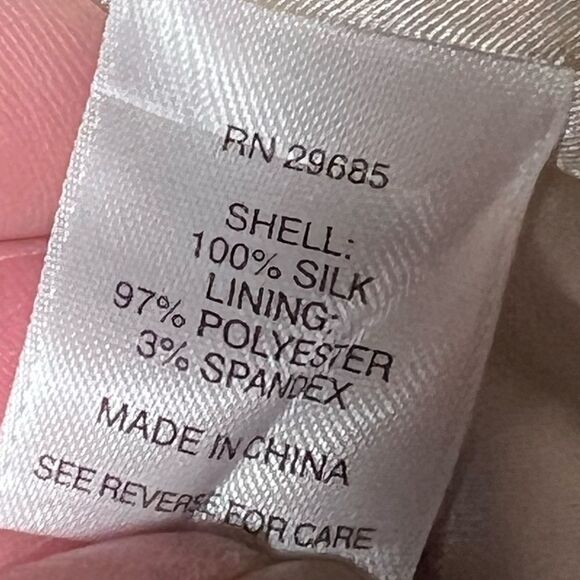 RN 29685
SHELL:
100% SILK
LINING:
97% POLYESTER
3% SPANDEX
MADE IN CHINA
SEE REVERSE FOR CARE